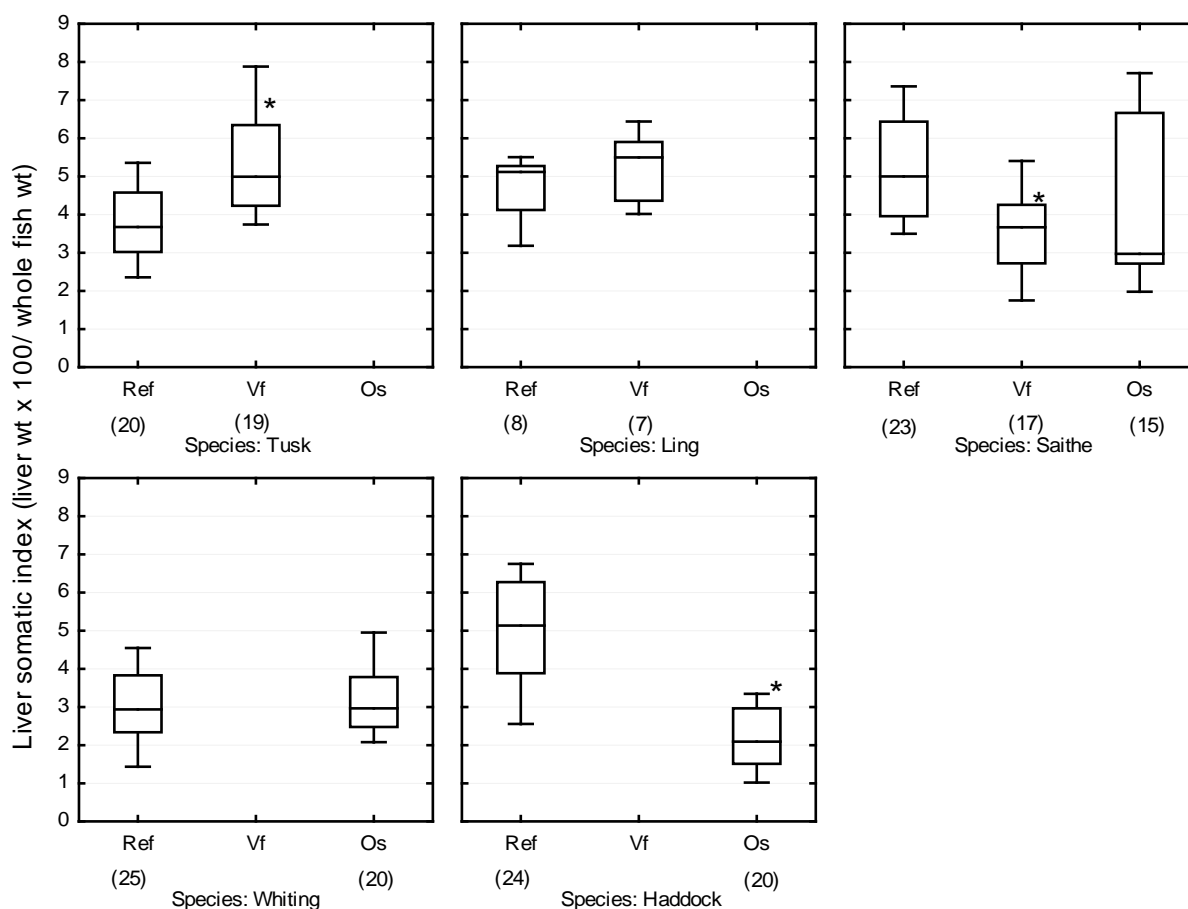 Liver somatic index (liver wt x 100/ whole fish wt)
9
8
7
6
5
4
3
2
1
0
*
*
Ref Vf Os
Ref Vf Os
Ref Vf Os
(20) (19)
(8) (7)
(23) (17) (15)
Species: Tusk
Species: Ling
Species: Saithe
9
8
7
6
5
4
3
2
1
0
*
Ref Vf Os
Ref Vf Os
(25) (20)
(24) (20)
Species: Whiting
Species: Haddock